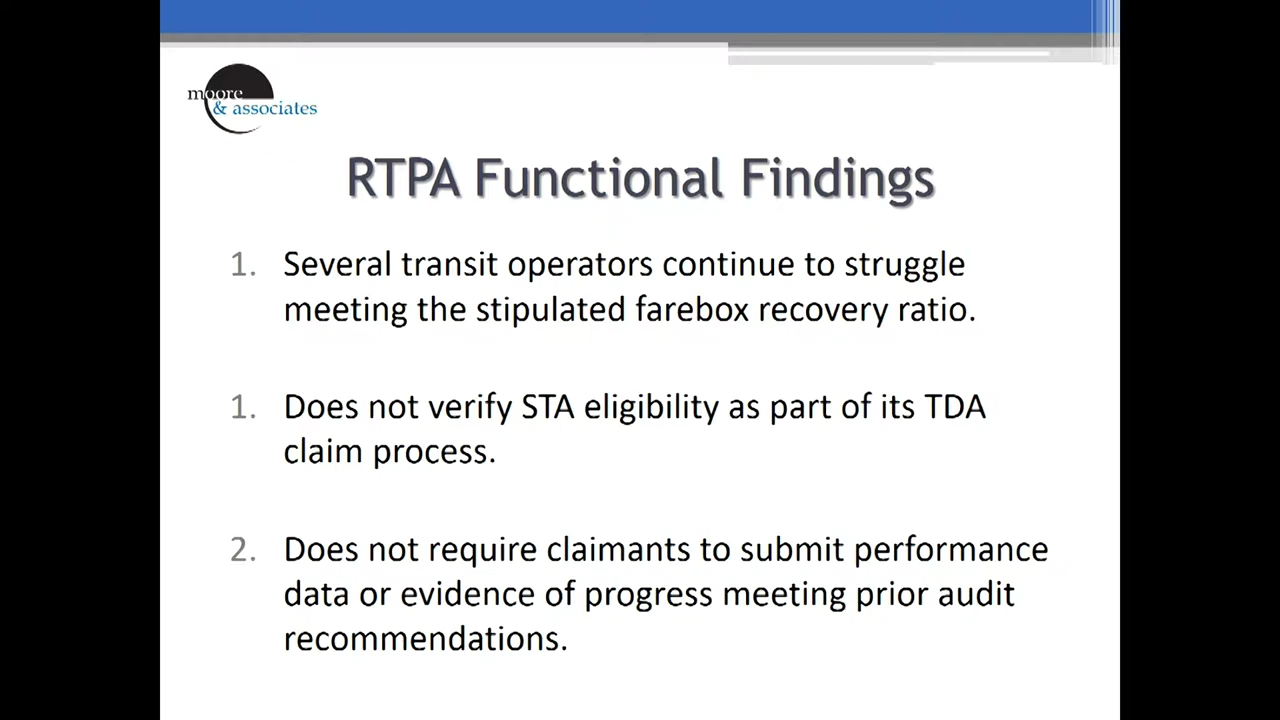 moore
& associates
RTPA Functional Findings
1. Several transit operators continue to struggle
meeting the stipulated farebox recovery ratio.
1. Does not verify STA eligibility as part of its TDA
claim process.
2. Does not require claimants to submit performance
data or evidence of progress meeting prior audit
recommendations.